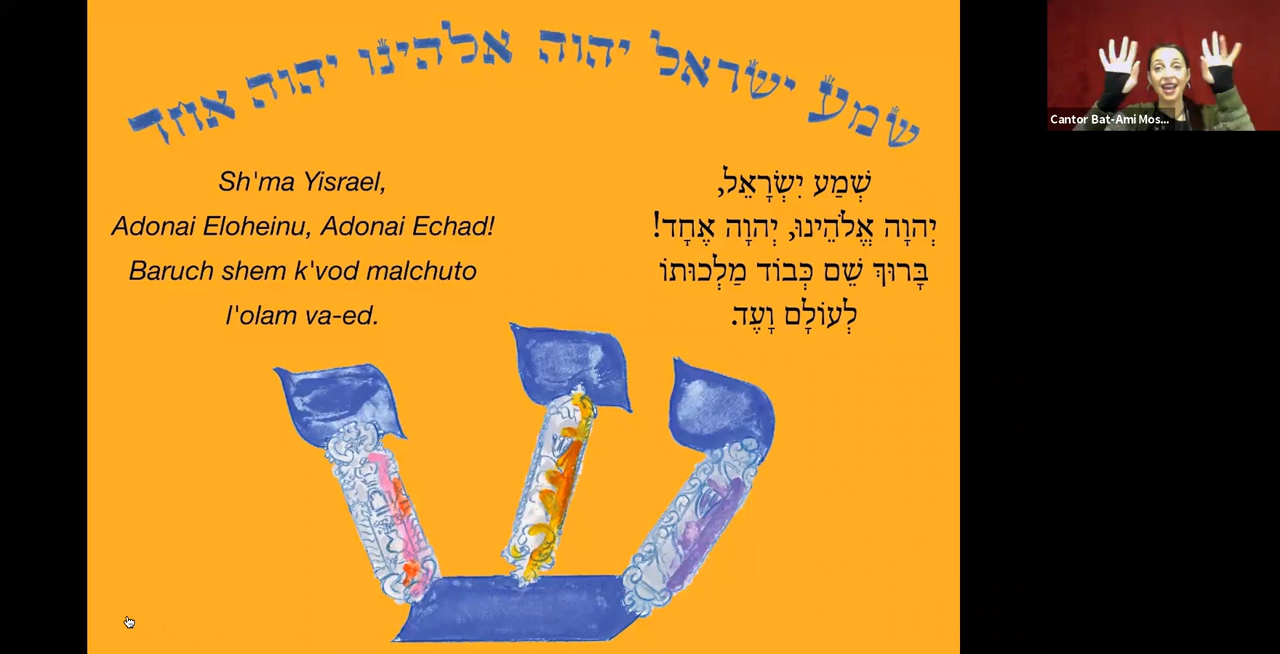 שמע ישראל יהוה אלהינו יהוה אחד
Sh'ma Yisrael,
Adonai Eloheinu, Adonai Echad!
Baruch shem k'vod malchuto
l'olam va-ed.
שְׁמַע יִשְׂרָאֵל,
יְהוָה אֱלֹהֵינוּ, יְהוָה אֶחָד!
בָּרוּךְ שֵׁם כְּבוֹד מַלְכוּתוֹ
לְעוֹלָם וָעֶד.
ש
Cantor Bat-Ami Mos...